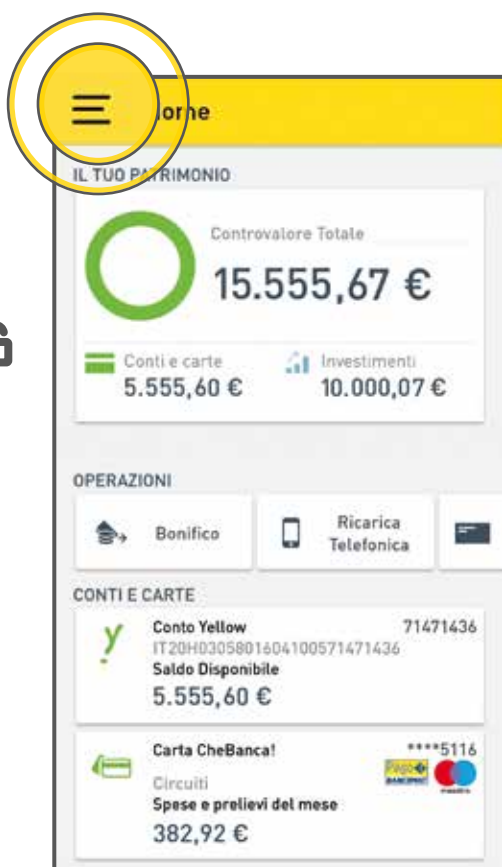 Home
IL TUO PATRIMONIO
Controvalore Totale
15.555,67 €
Conti e carte
5.555,60 €
Investimenti
10.000,07 €
OPERAZIONI
Bonifico
Ricarica
Telefonica
CONTI E CARTE
Conto Yellow 71471436
IT20H0305801604100571471436
Saldo Disponibile
5.555,60 €
Carta CheBanca! ****5116
Circuiti
Spese e prelievi del mese
382,92 €